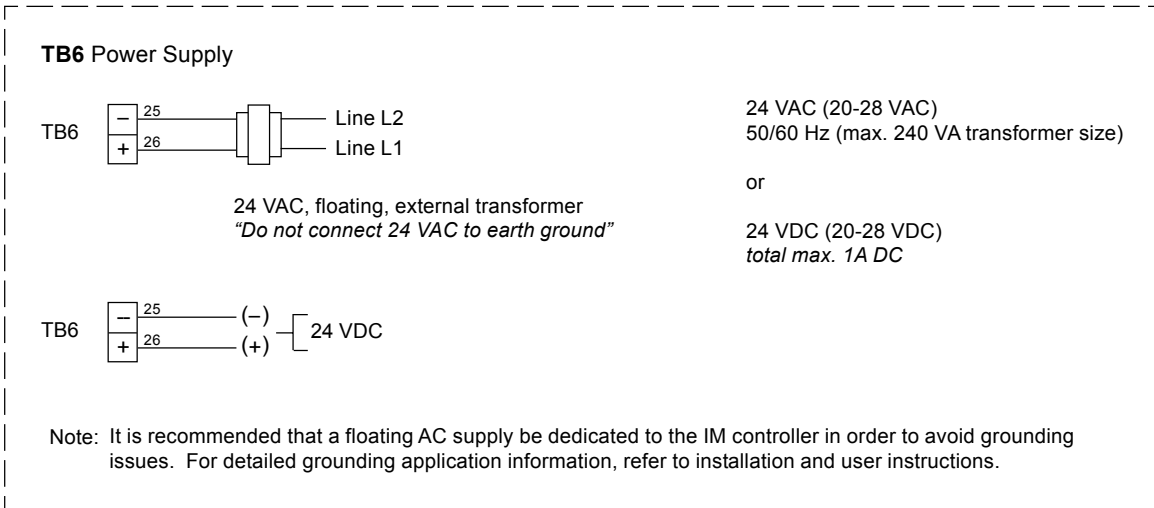 TB6 Power Supply
TB6
–
25
+
26
Line L2
Line L1
24 VAC, floating, external transformer
“Do not connect 24 VAC to earth ground”
24 VAC (20-28 VAC)
50/60 Hz (max. 240 VA transformer size)
or
24 VDC (20-28 VDC)
total max. 1A DC
TB6
–
25
+
26
(–)
(+)
24 VDC
Note: It is recommended that a floating AC supply be dedicated to the IM controller in order to avoid grounding
issues. For detailed grounding application information, refer to installation and user instructions.